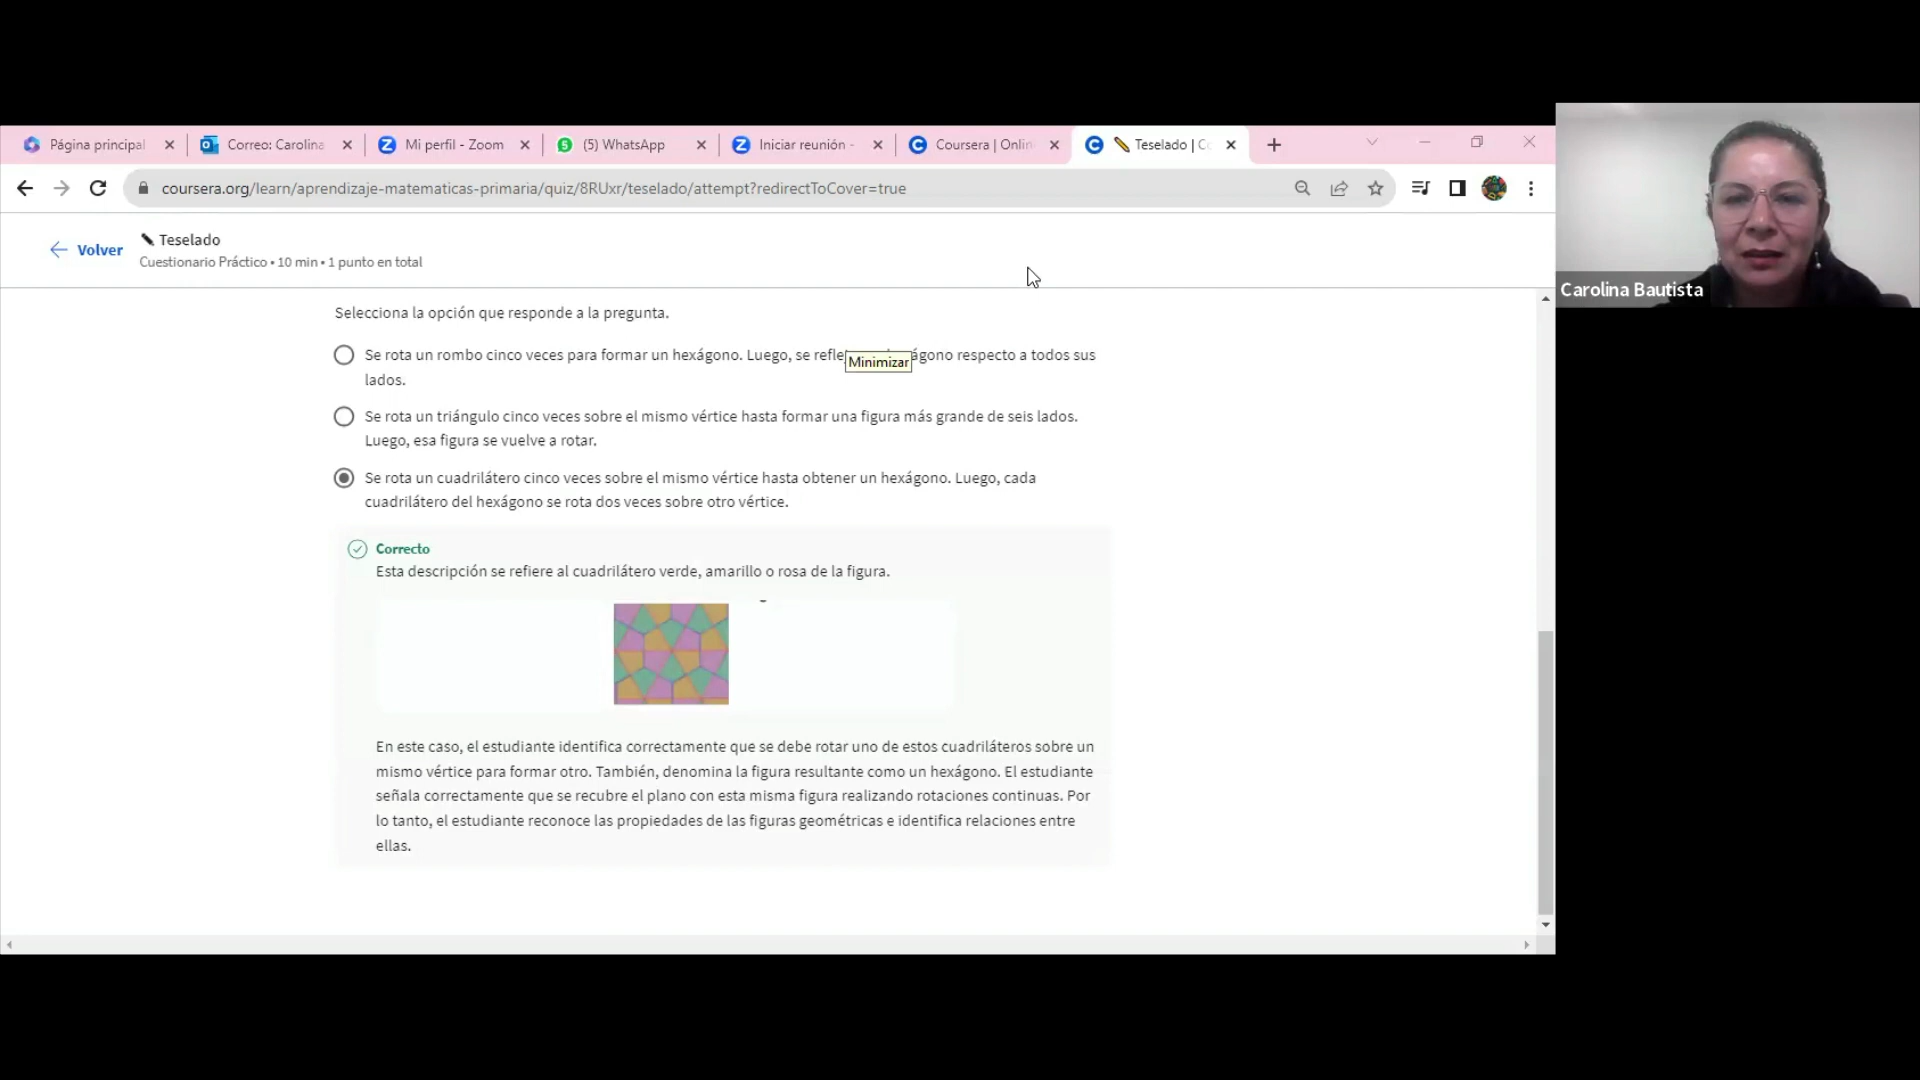 Página principal
Correo: Carolina
Mi perfil - Zoom
(5) WhatsApp
Iniciar reunión -
Coursera | Onlin
Teselado | Co
coursera.org/learn/aprendizaje-matematicas-primaria/quiz/8RUxr/teselado/attempt?redirectToCover=true
Volver
Teselado
Cuestionario Práctico • 10 min • 1 punto en total
Carolina Bautista
Selecciona la opción que responde a la pregunta.
Se rota un rombo cinco veces para formar un hexágono. Luego, se refle ágono respecto a todos sus
Minimizar
lados.
Se rota un triángulo cinco veces sobre el mismo vértice hasta formar una figura más grande de seis lados.
Luego, esa figura se vuelve a rotar.
Se rota un cuadrilátero cinco veces sobre el mismo vértice hasta obtener un hexágono. Luego, cada
cuadrilátero del hexágono se rota dos veces sobre otro vértice.
Correcto
Esta descripción se refiere al cuadrilátero verde, amarillo o rosa de la figura.
En este caso, el estudiante identifica correctamente que se debe rotar uno de estos cuadriláteros sobre un
mismo vértice para formar otro. También, denomina la figura resultante como un hexágono. El estudiante
señala correctamente que se recubre el plano con esta misma figura realizando rotaciones continuas. Por
lo tanto, el estudiante reconoce las propiedades de las figuras geométricas e identifica relaciones entre
ellas.